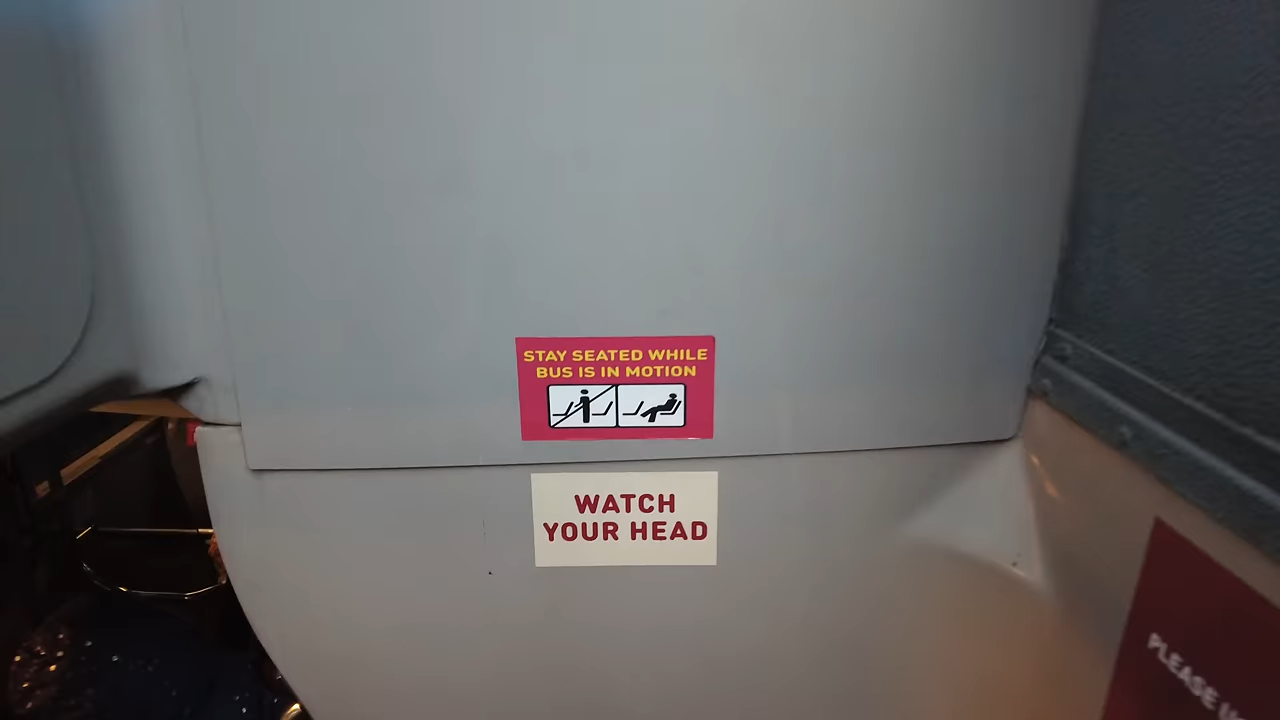 STAY SEATED WHILE
BUS IS IN MOTION
WATCH
YOUR HEAD
PLEASE